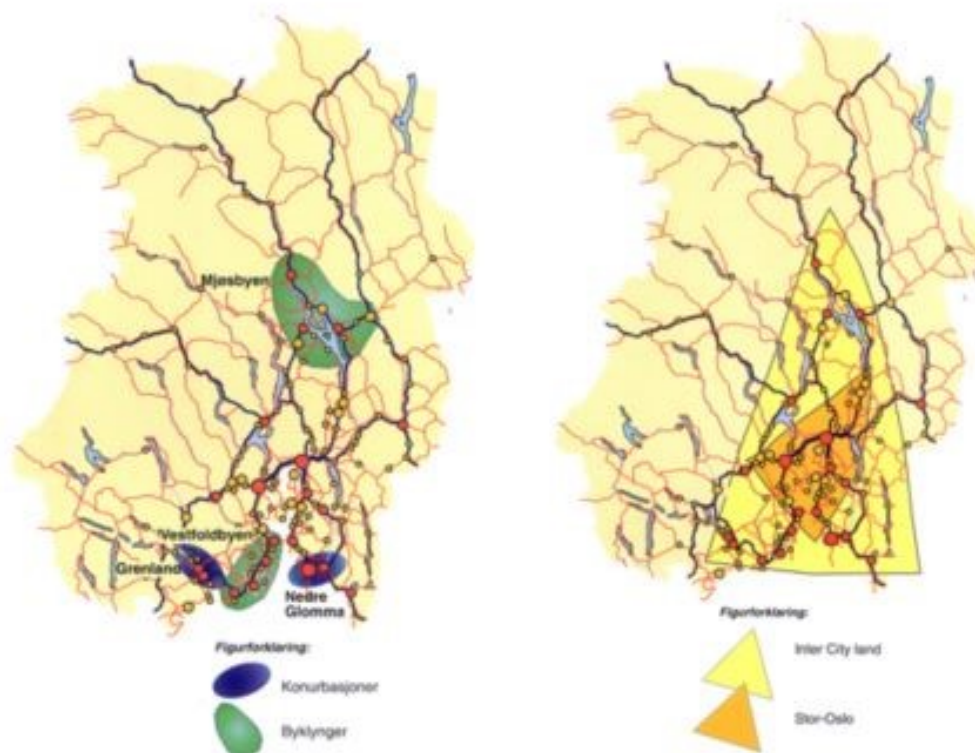 Mjøsbyen
Vestfoldbyen
Grenland
Nedre
Glomma
Figurforklaring:
Konurbasjoner
Byklynger
Figurforklaring:
Inter City land
Stor-Oslo